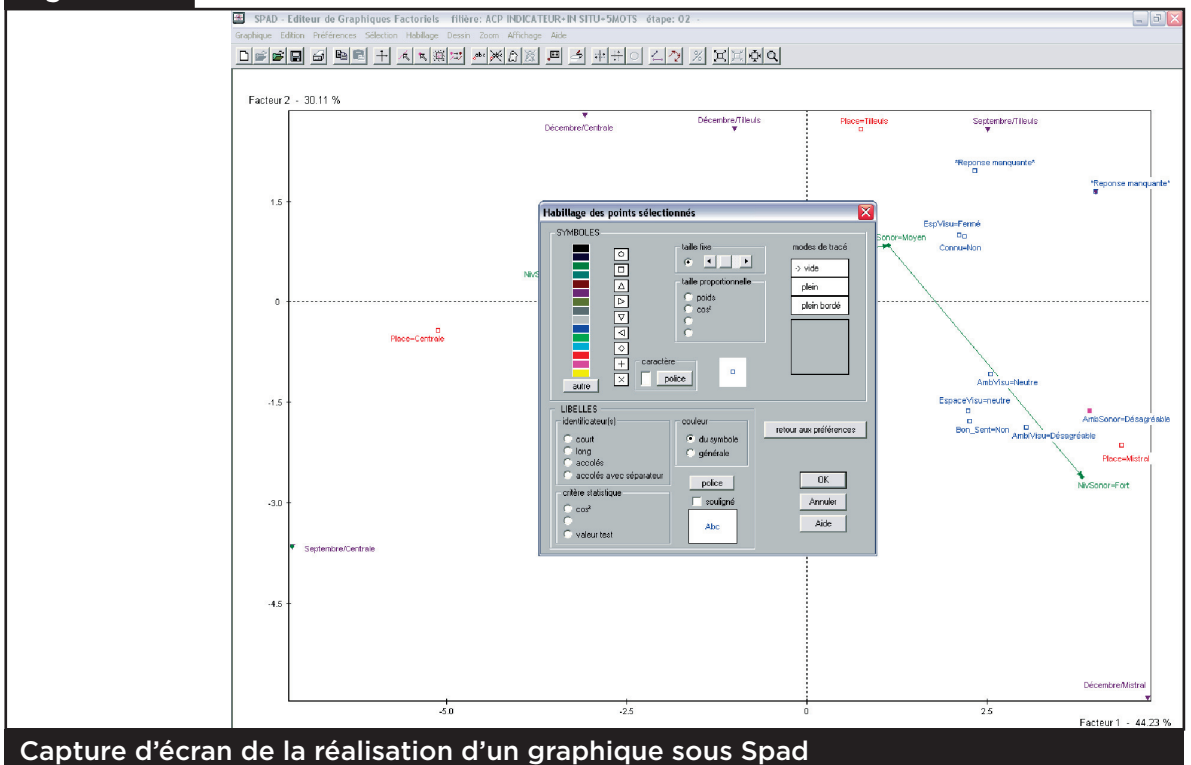 SPAD - Editeur de Graphiques Factoriels filière: ACP INDICATEUR+IN SITU+5MOTS étape: 02 -
Graphique Edition Préférences Sélection Habillage Dessin Zoom Affichage Aide
Facteur 2 - 30.11 %
Décembre/Centrale
Décembre/Tilleuls
Place=Tilleuls
Septembre/Tilleuls
*Reponse manquante*
*Reponse manquante*
1.5
EspVisu=Fermé
Sonor=Moyen
Connu=Non
NivS
0
Place=Centrale
AmbVisu=Neutre
-1.5
EspaceVisu=neutre
AmbSonor=Désagréable
Bon_Sent=Non
AmbiVisu=Désagréable
Place=Mistral
NivSonor=Fort
-3.0
Septembre/Centrale
-4.5
Décembre/Mistral
-5.0
-2.5
0
2.5
Facteur 1 - 44.23 %
Habillage des points sélectionnés
SYMBOLES
taille fixe
modes de tracé
-> vide
taille proportionnelle
plein
poids
plein bordé
cos²
caractère
autre
police
LIBELLES
identificateur(s)
couleur
retour aux préférences
court
du symbole
long
générale
accolés
accolés avec séparateur
police
OK
critère statistique
souligné
Annuler
cos²
Abc
Aide
valeur test
Capture d'écran de la réalisation d'un graphique sous Spad